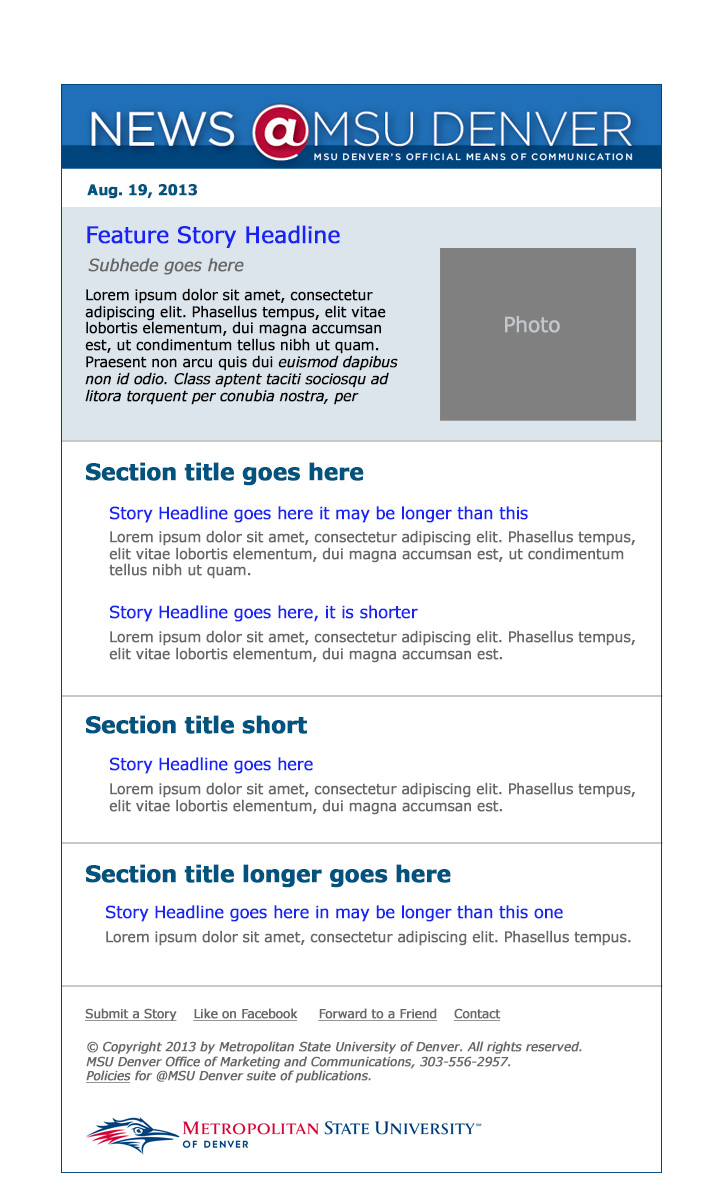 NEWS @MSU DENVER
MSU DENVER'S OFFICIAL MEANS OF COMMUNICATION
Aug. 19, 2013
Feature Story Headline
Subhede goes here
Lorem ipsum dolor sit amet, consectetur
adipiscing elit. Phasellus tempus, elit vitae
lobortis elementum, dui magna accumsan
est, ut condimentum tellus nibh ut quam.
Praesent non arcu quis dui euismod dapibus
non id odio. Class aptent taciti sociosqu ad
litora torquent per conubia nostra, per
Photo
Section title goes here
Story Headline goes here it may be longer than this
Lorem ipsum dolor sit amet, consectetur adipiscing elit. Phasellus tempus,
elit vitae lobortis elementum, dui magna accumsan est, ut condimentum
tellus nibh ut quam.
Story Headline goes here, it is shorter
Lorem ipsum dolor sit amet, consectetur adipiscing elit. Phasellus tempus,
elit vitae lobortis elementum, dui magna accumsan est.
Section title short
Story Headline goes here
Lorem ipsum dolor sit amet, consectetur adipiscing elit. Phasellus tempus,
elit vitae lobortis elementum, dui magna accumsan est.
Section title longer goes here
Story Headline goes here in may be longer than this one
Lorem ipsum dolor sit amet, consectetur adipiscing elit. Phasellus tempus.
Submit a Story Like on Facebook Forward to a Friend Contact
© Copyright 2013 by Metropolitan State University of Denver. All rights reserved.
MSU Denver Office of Marketing and Communications, 303-556-2957.
Policies for @MSU Denver suite of publications.
METROPOLITAN STATE UNIVERSITY℠
OF DENVER